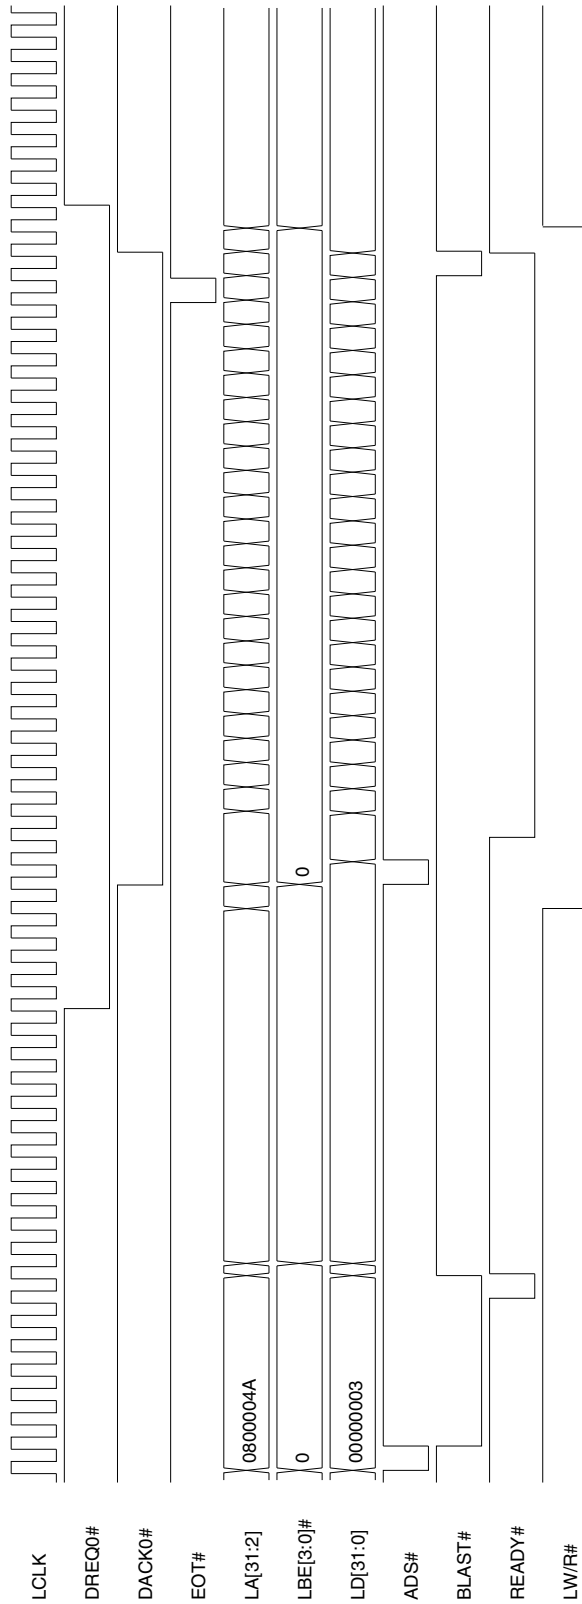 LCLK
DREQ0#
DACK0#
EOT#
LA[31:2]
0800004A
LBE[3:0]#
0
0
LD[31:0]
00000003
ADS#
BLAST#
READY#
LW/R#